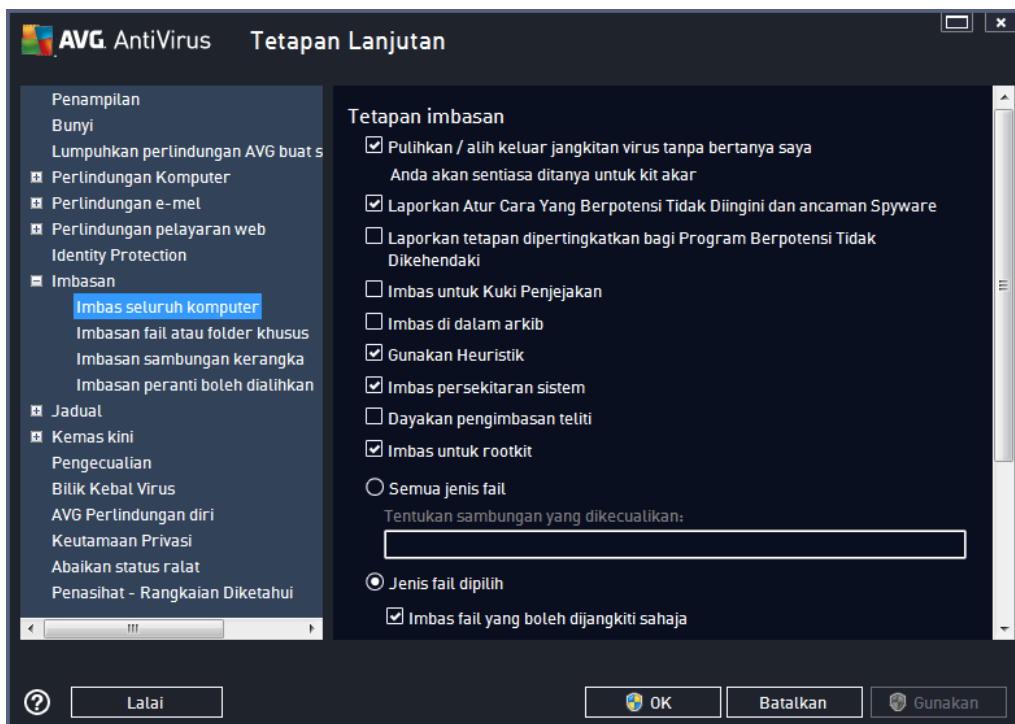 AVG. AntiVirus Tetapan Lanjutan
Penampilan
Bunyi
Lumpuhkan perlindungan AVG buat s
Perlindungan Komputer
Perlindungan e-mel
Perlindungan pelayaran web
Identity Protection
Imbasan
Imbas seluruh komputer
Imbasan fail atau folder khusus
Imbasan sambungan kerangka
Imbasan peranti boleh dialihkan
Jadual
Kemas kini
Pengecualian
Bilik Kebal Virus
AVG Perlindungan diri
Keutamaan Privasi
Abaikan status ralat
Penasihat - Rangkaian Diketahui
Tetapan imbasan
Pulihkan / alih keluar jangkitan virus tanpa bertanya saya
Anda akan sentiasa ditanya untuk kit akar
Laporkan Atur Cara Yang Berpotensi Tidak Diingini dan ancaman Spyware
Laporkan tetapan dipertingkatkan bagi Program Berpotensi Tidak
Dikehendaki
Imbas untuk Kuki Penjejakan
Imbas di dalam arkib
Gunakan Heuristik
Imbas persekitaran sistem
Dayakan pengimbasan teliti
Imbas untuk rootkit
Semua jenis fail
Tentukan sambungan yang dikecualikan:
Jenis fail dipilih
Imbas fail yang boleh dijangkiti sahaja
Lalai
OK
Batalkan
Gunakan